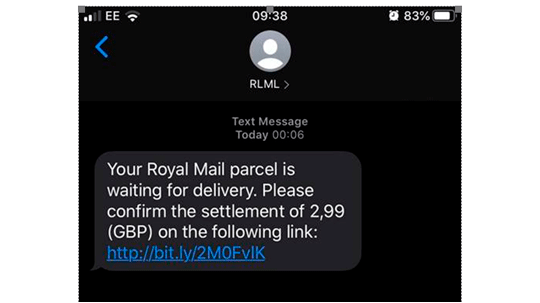 EE 09:38 83%
RLML >
Text Message
Today 00:06
Your Royal Mail parcel is
waiting for delivery. Please
confirm the settlement of 2,99
(GBP) on the following link:
http://bit.ly/2M0FvIK